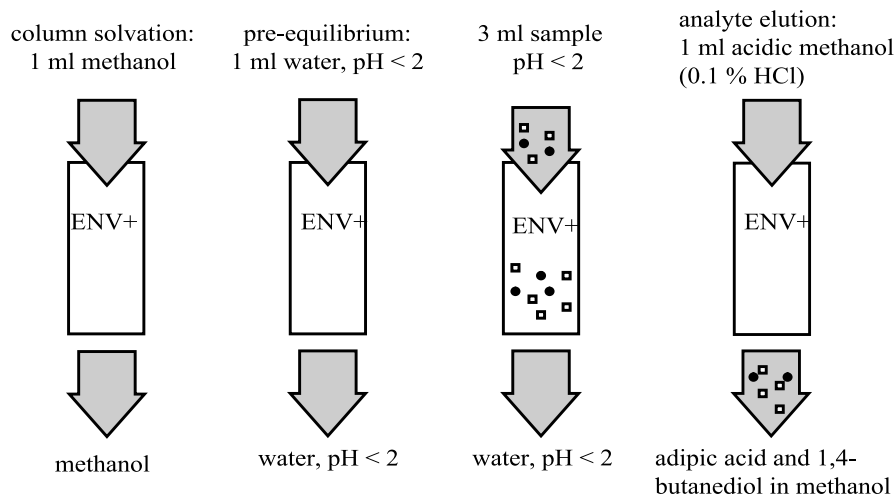 column solvation:
1 ml methanol
pre-equilibrium:
1 ml water, pH < 2
3 ml sample
pH < 2
analyte elution:
1 ml acidic methanol
(0.1 % HCl)
ENV+
ENV+
ENV+
ENV+
methanol
water, pH < 2
water, pH < 2
adipic acid and 1,4-
butanediol in methanol